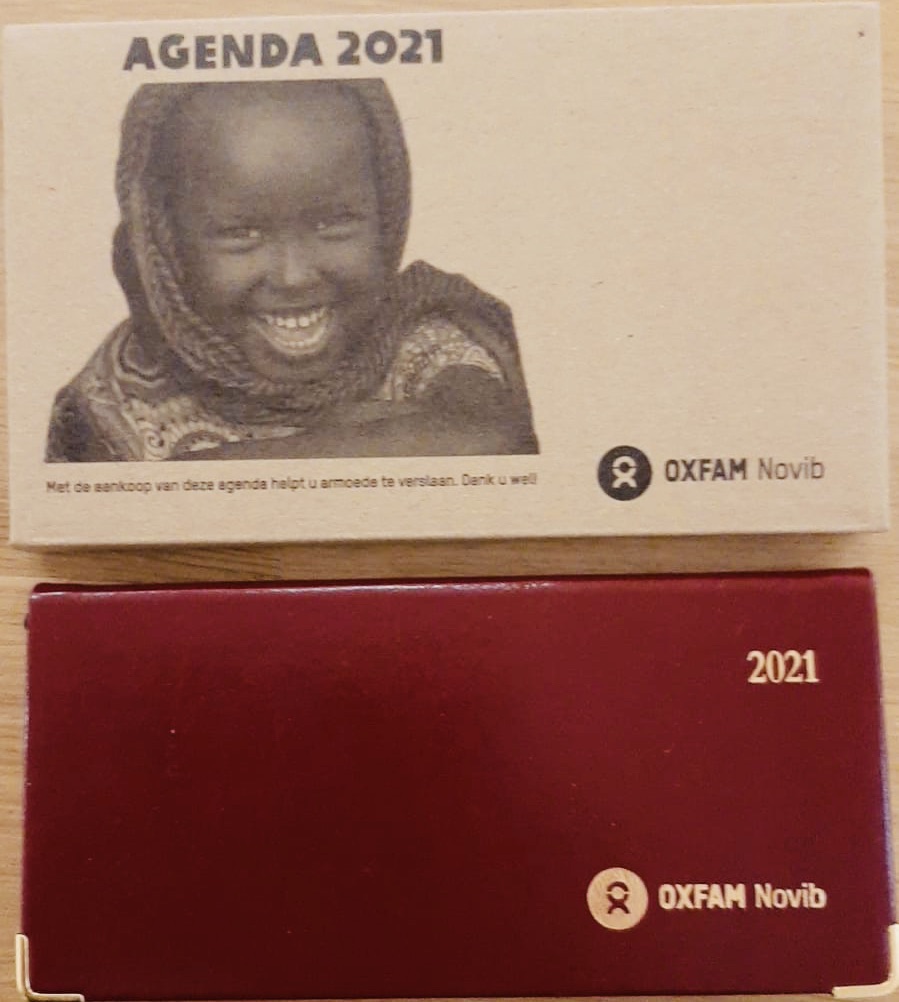 AGENDA 2021
Met de aankoop van deze agenda helpt u armoede te verslaan. Dank u wel!
OXFAM Novib
2021
OXFAM Novib